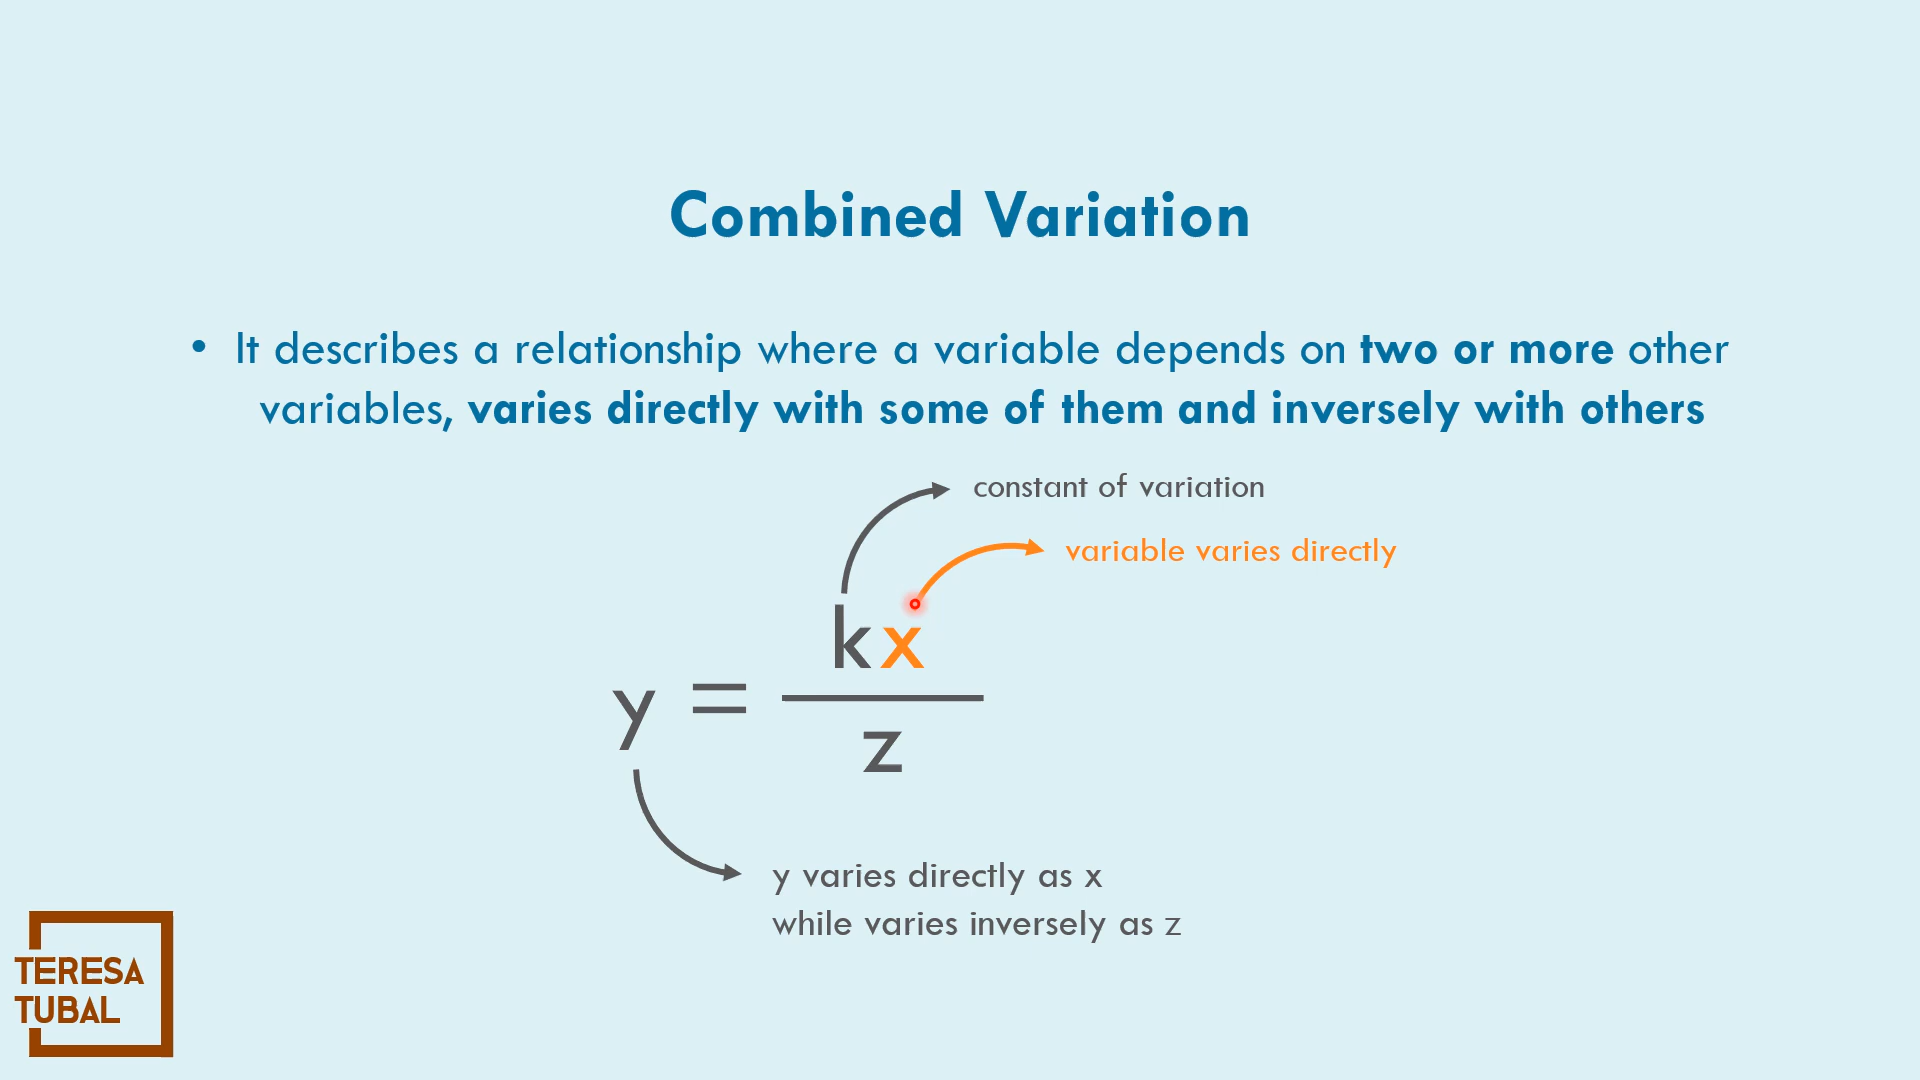 Combined Variation
• It describes a relationship where a variable depends on two or more other
variables, varies directly with some of them and inversely with others
constant of variation
variable varies directly
kx
y =
z
y varies directly as x
while varies inversely as z
TERESA
TUBAL